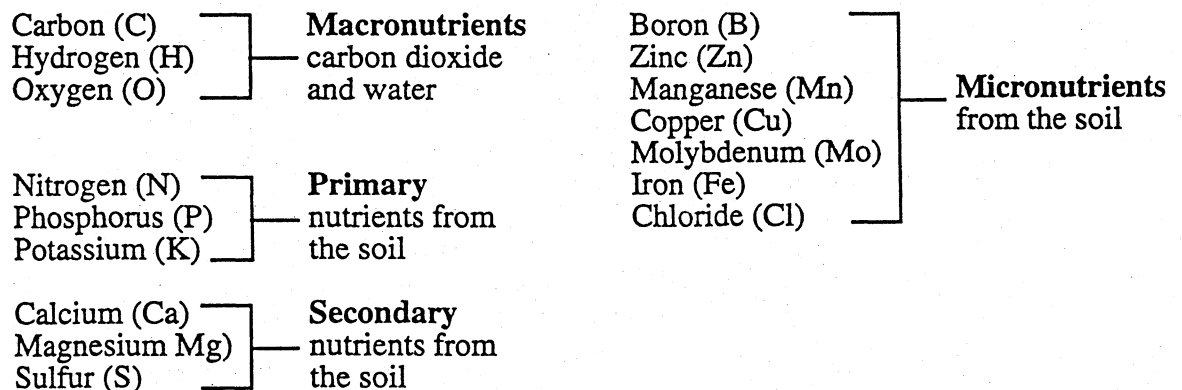 Carbon (C)
Hydrogen (H)
Oxygen (O)
Macronutrients
carbon dioxide
and water
Nitrogen (N)
Phosphorus (P)
Potassium (K)
Primary
nutrients from
the soil
Calcium (Ca)
Magnesium Mg)
Sulfur (S)
Secondary
nutrients from
the soil
Boron (B)
Zinc (Zn)
Manganese (Mn)
Copper (Cu)
Molybdenum (Mo)
Iron (Fe)
Chloride (Cl)
Micronutrients
from the soil